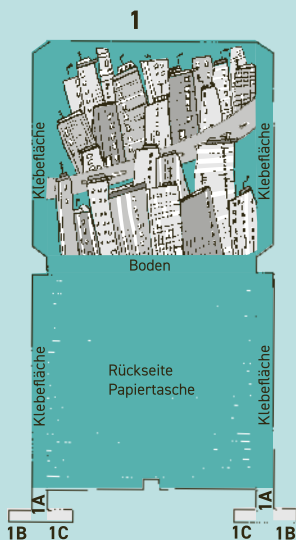 1
Klebefläche
Klebefläche
Boden
Rückseite
Papiertasche
Klebefläche
Klebefläche
1A
1A
1B
1C
1C
1B